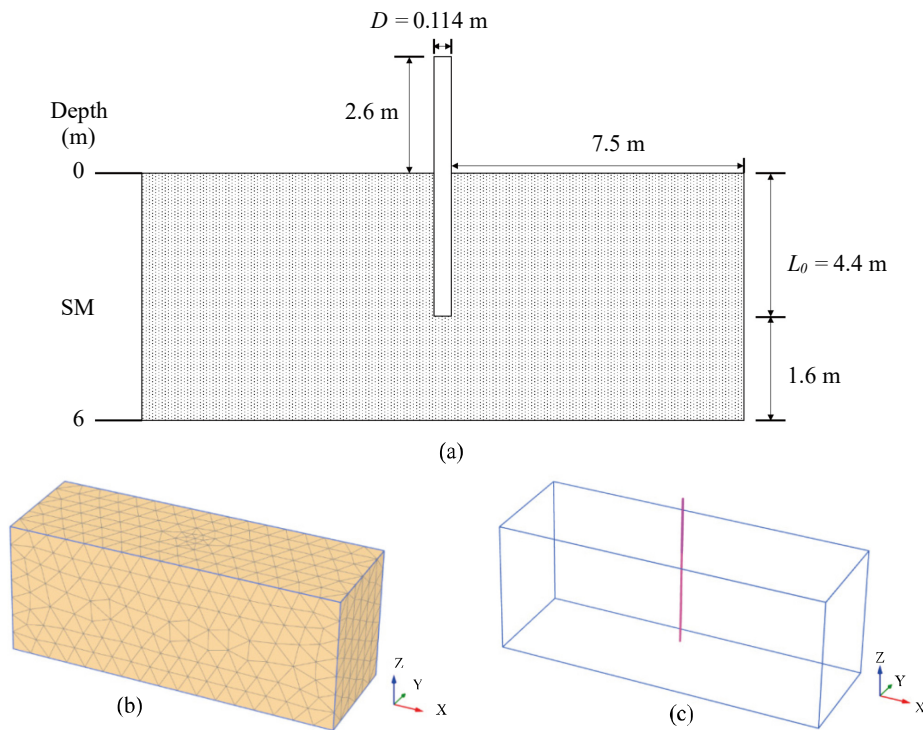 D = 0.114 m
2.6 m
Depth
(m)
7.5 m
0
L0 = 4.4 m
SM
1.6 m
6
(a)
Z
Y
X
(b)
Z
Y
X
(c)